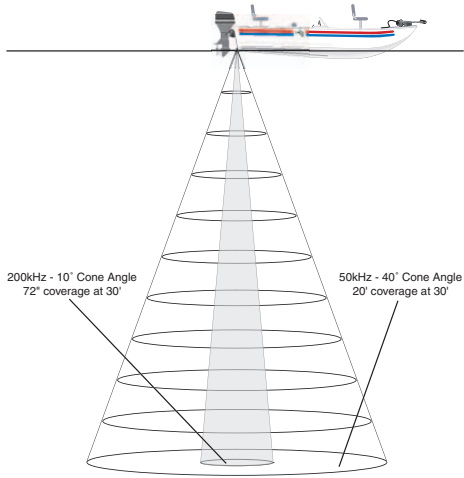 200kHz - 10˚ Cone Angle
72" coverage at 30'
50kHz - 40˚ Cone Angle
20' coverage at 30'